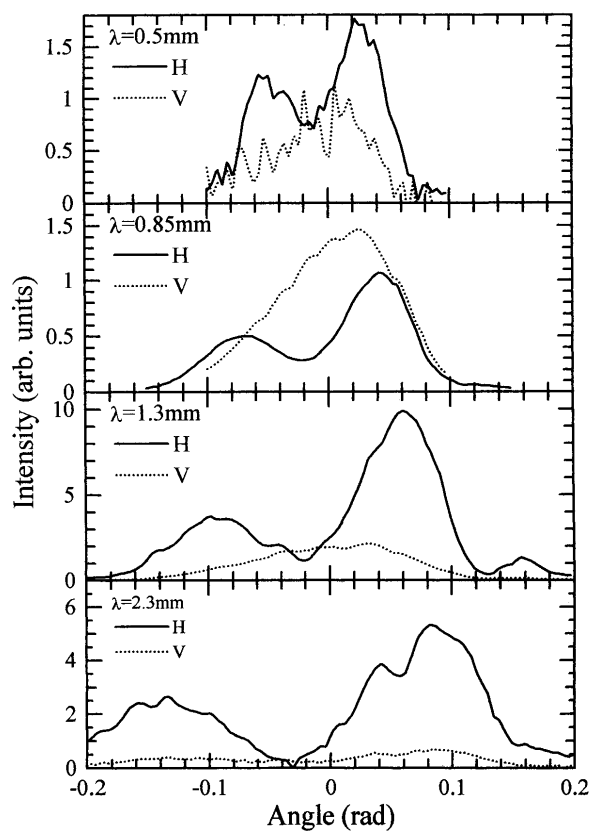 λ=0.5mm
H
V
1.5
1
0.5
0
λ=0.85mm
H
V
1.5
1
0.5
0
λ=1.3mm
H
V
10
5
0
λ=2.3mm
H
V
6
4
2
0
-0.2 -0.1 0 0.1 0.2
Angle (rad)
Intensity (arb. units)